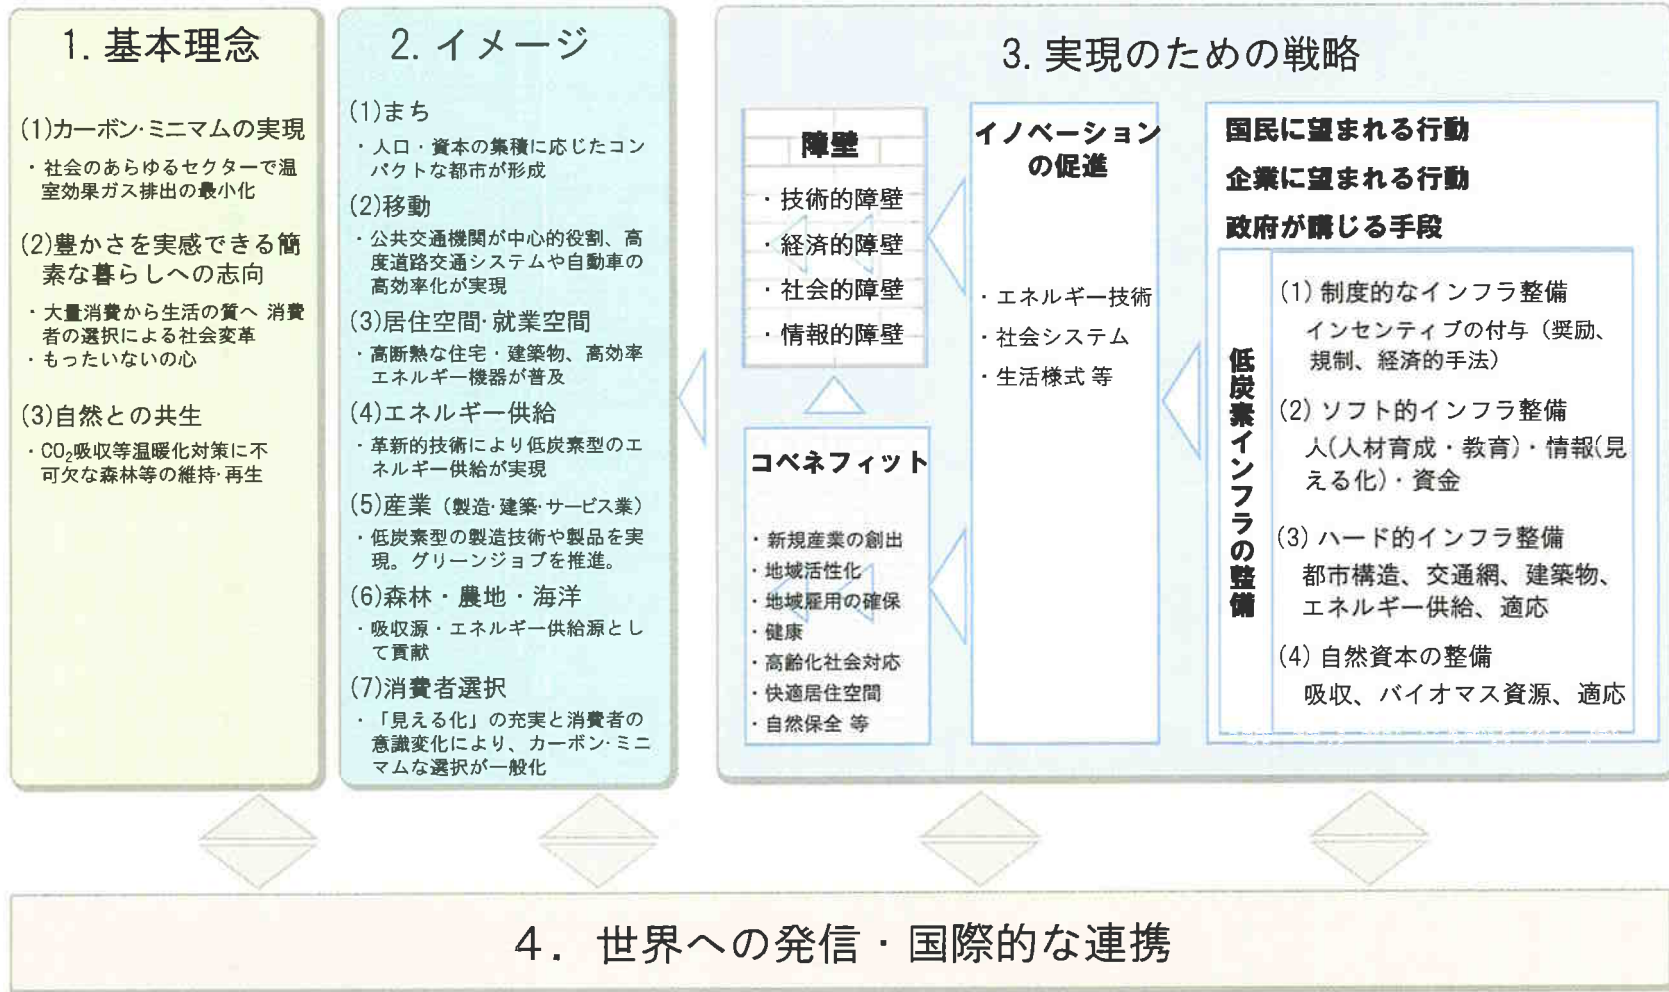 1. 基本理念
(1)カーボン・ミニマムの実現
・社会のあらゆるセクターで温
室効果ガス排出の最小化
(2)豊かさを実感できる簡
素な暮らしへの志向
・大量消費から生活の質へ 消費
者の選択による社会変革
・もったいないの心
(3)自然との共生
・CO₂吸収等温暖化対策に不
可欠な森林等の維持・再生
2. イメージ
(1)まち
・人口・資本の集積に応じたコン
パクトな都市が形成
(2)移動
・公共交通機関が中心的役割、高
度道路交通システムや自動車の
高効率化が実現
(3)居住空間・就業空間
・高断熱な住宅・建築物、高効率
エネルギー機器が普及
(4)エネルギー供給
・革新的技術により低炭素型のエ
ネルギー供給が実現
(5)産業（製造・建築・サービス業）
・低炭素型の製造技術や製品を実
現。グリーンジョブを推進。
(6)森林・農地・海洋
・吸収源・エネルギー供給源とし
て貢献
(7)消費者選択
・「見える化」の充実と消費者の
意識変化により、カーボン・ミニ
マムな選択が一般化
3. 実現のための戦略
障壁
・技術的障壁
・経済的障壁
・社会的障壁
・情報的障壁
コベネフィット
・新規産業の創出
・地域活性化
・地域雇用の確保
・健康
・高齢化社会対応
・快適居住空間
・自然保全 等
イノベーション
の促進
・エネルギー技術
・社会システム
・生活様式 等
国民に望まれる行動
企業に望まれる行動
政府が講じる手段
低炭素インフラの整備
(1) 制度的なインフラ整備
インセンティブの付与（奨励、
規制、経済的手法）
(2) ソフト的インフラ整備
人(人材育成・教育)・情報(見
える化)・資金
(3) ハード的インフラ整備
都市構造、交通網、建築物、
エネルギー供給、適応
(4) 自然資本の整備
吸収、バイオマス資源、適応
4. 世界への発信・国際的な連携